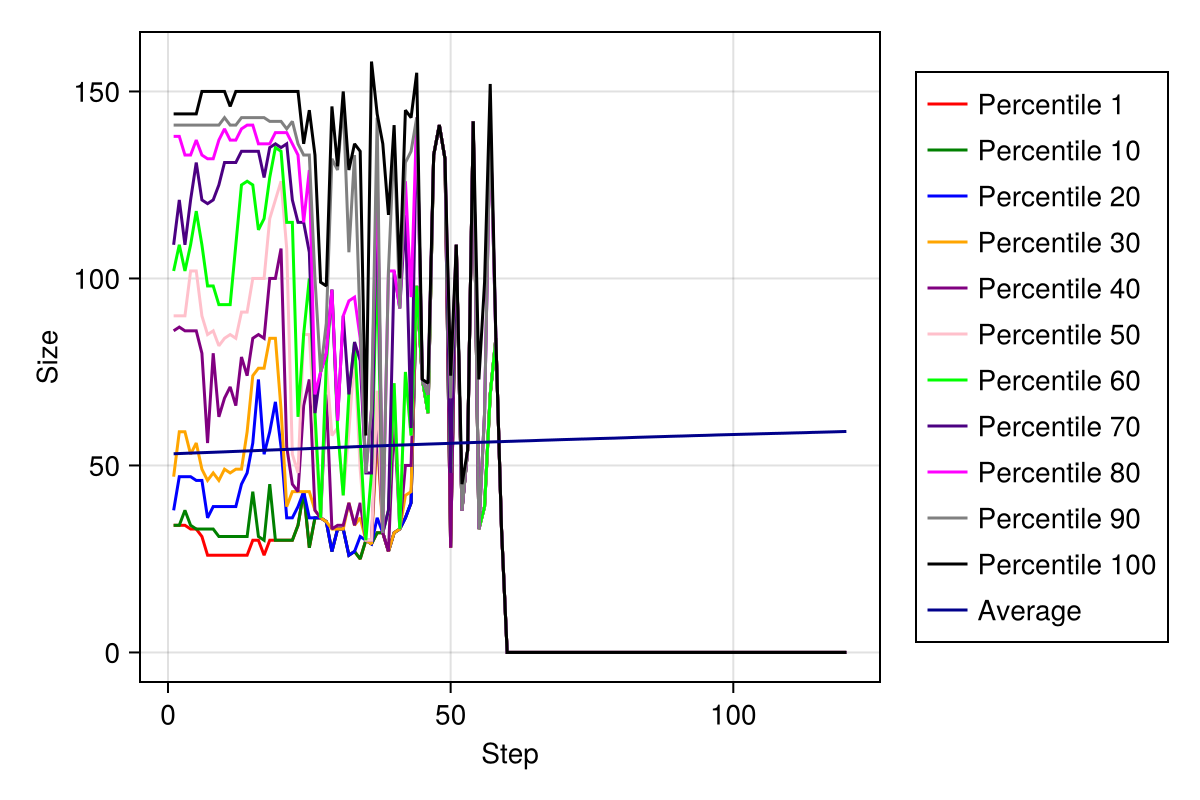 150
100
50
0
Size
0
50
100
Step
Percentile 1
Percentile 10
Percentile 20
Percentile 30
Percentile 40
Percentile 50
Percentile 60
Percentile 70
Percentile 80
Percentile 90
Percentile 100
Average